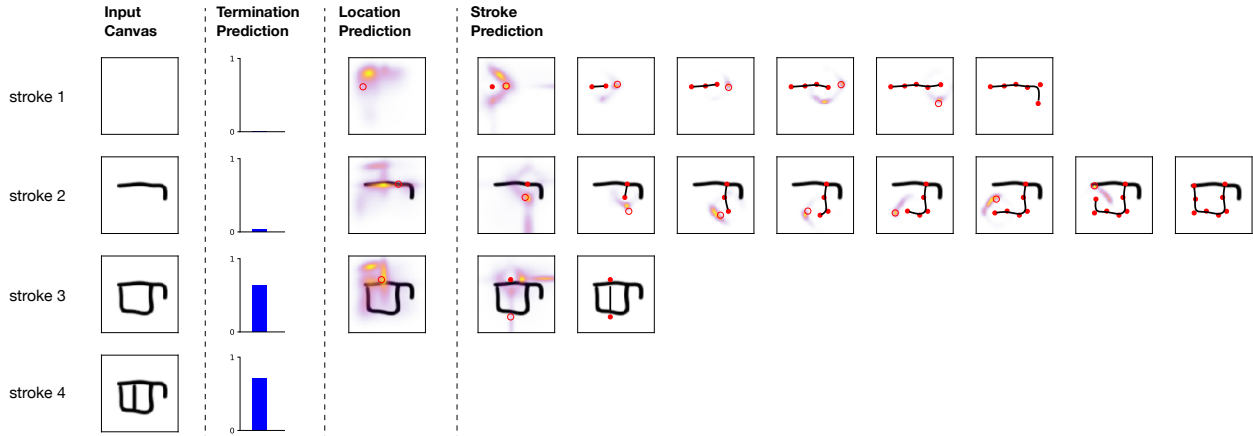 Input Canvas
Termination Prediction
Location Prediction
Stroke Prediction
stroke 1
1
0
stroke 2
1
0
stroke 3
1
0
stroke 4
1
0